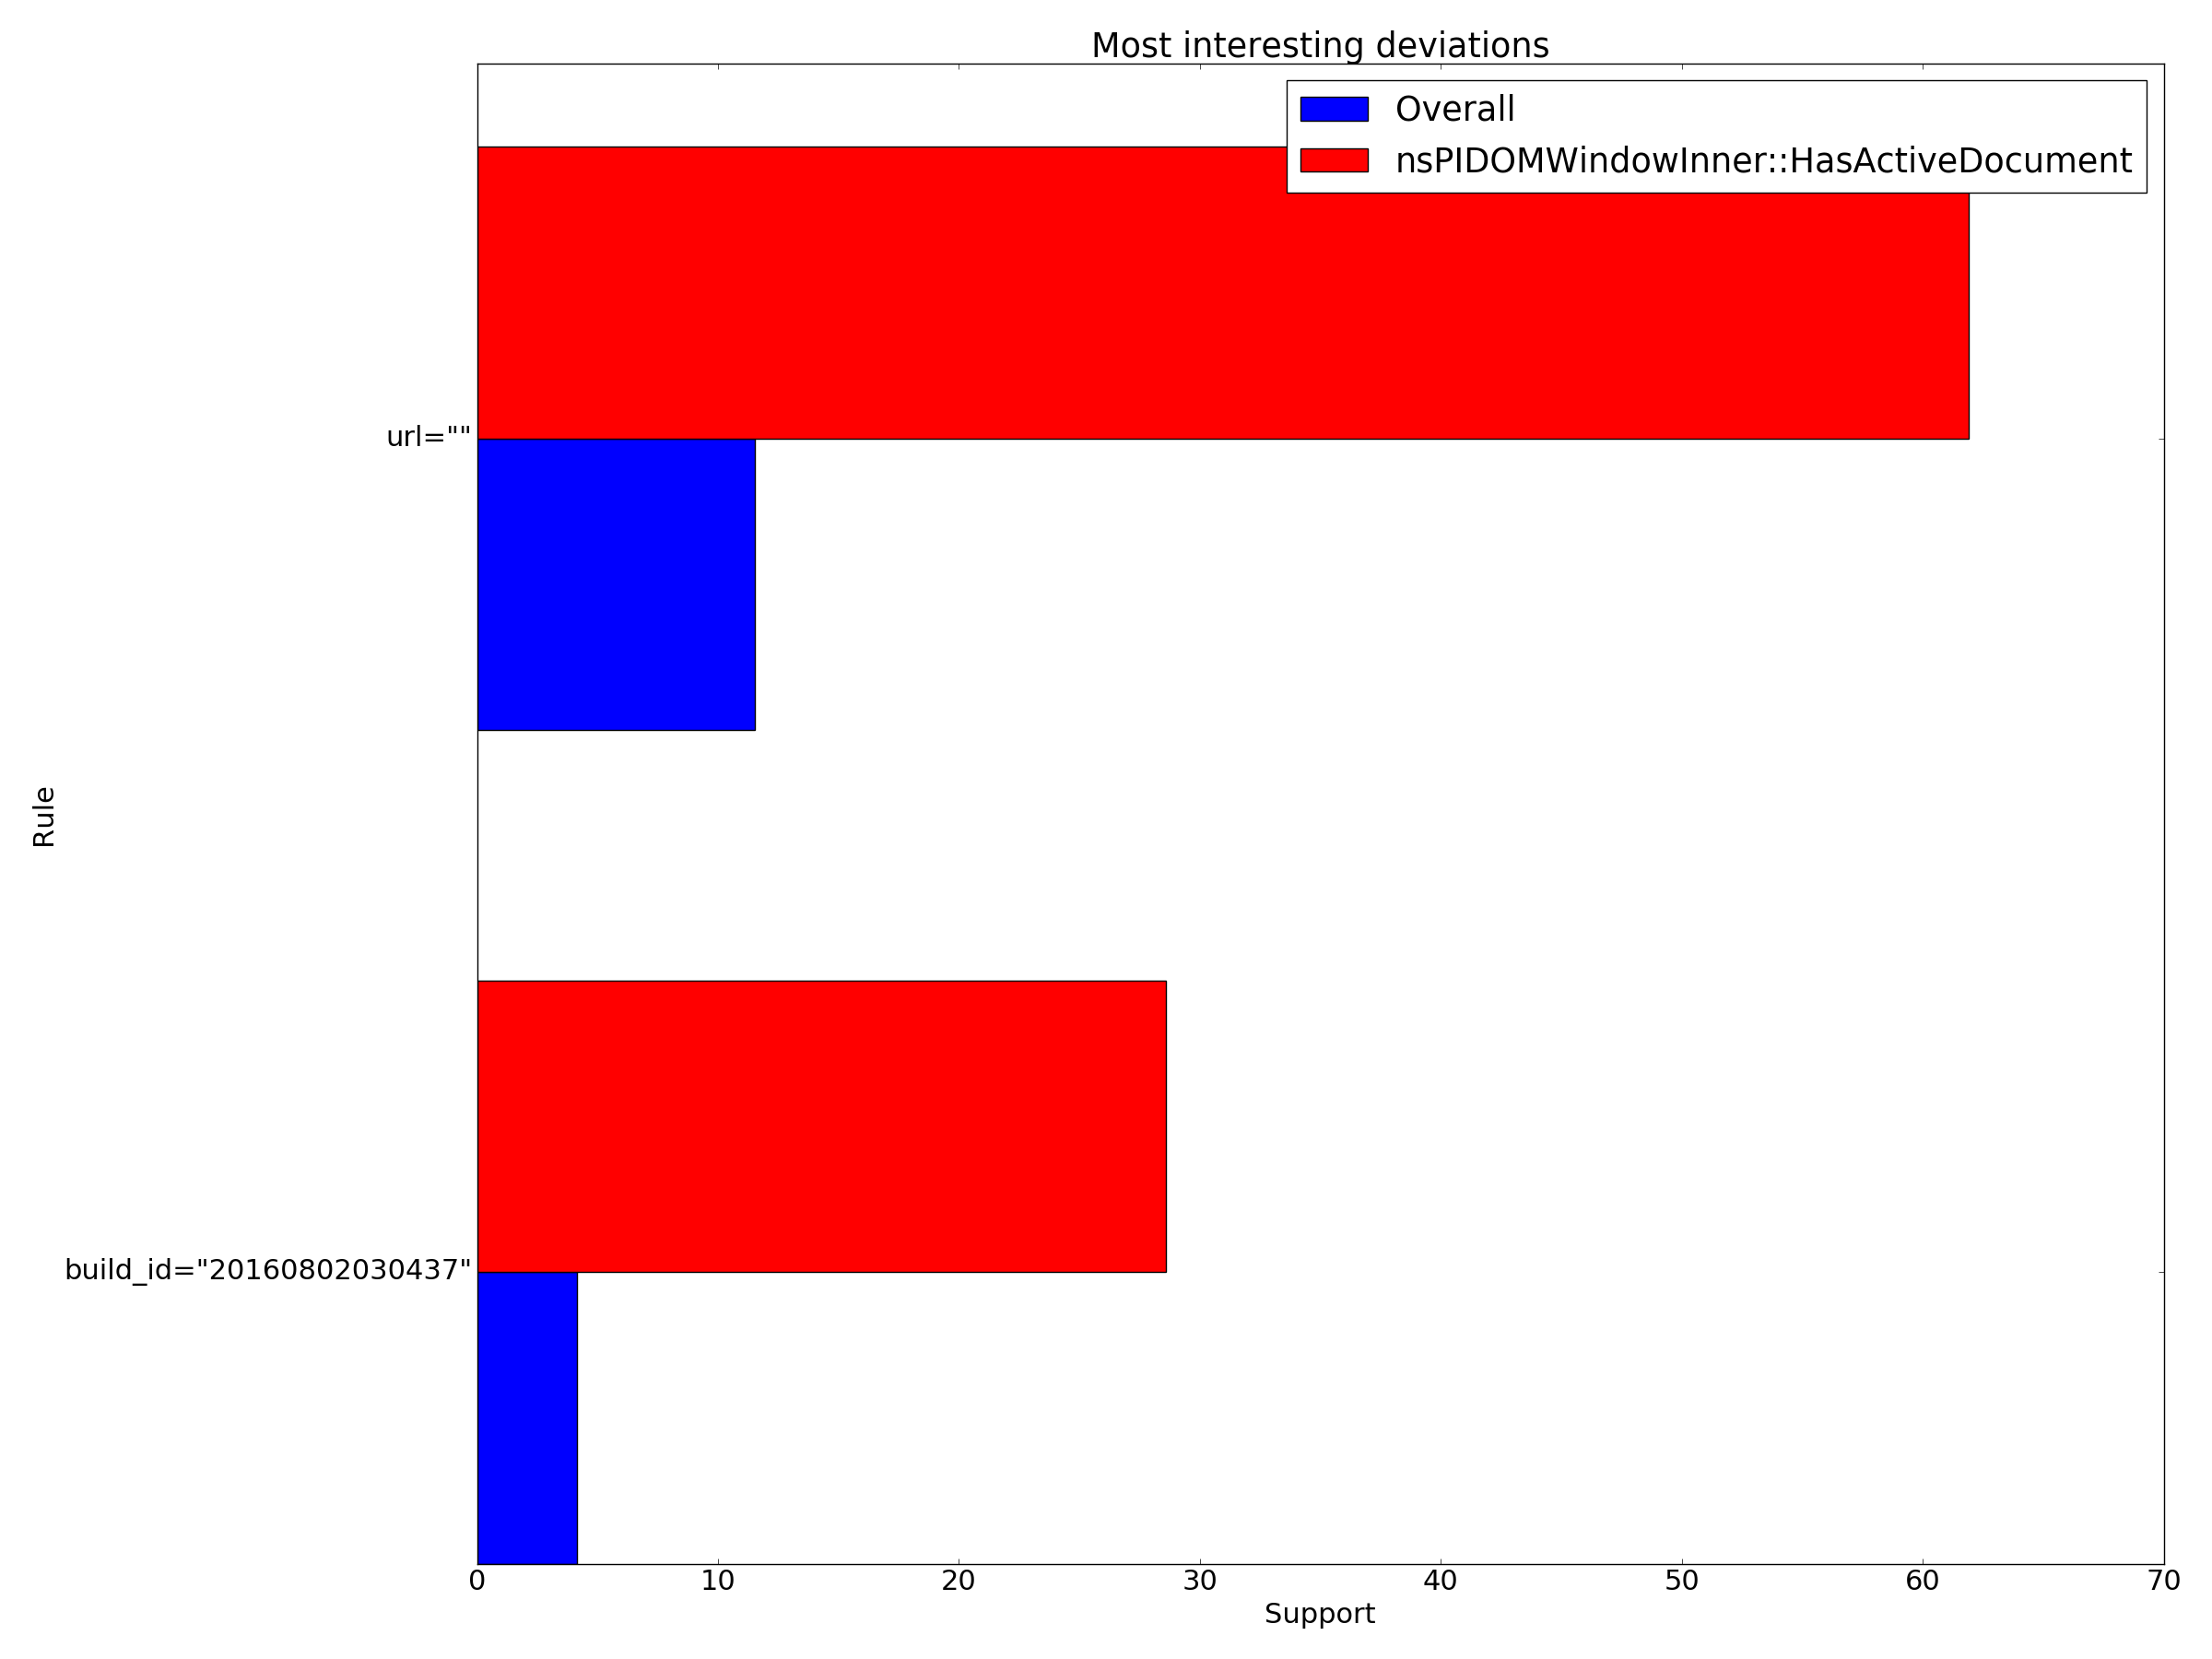 Most interesting deviations
Overall
nsPIDOMWindowInner::HasActiveDocument
url=""
Rule
build_id="20160802030437"
0 10 20 30 40 50 60 70
Support